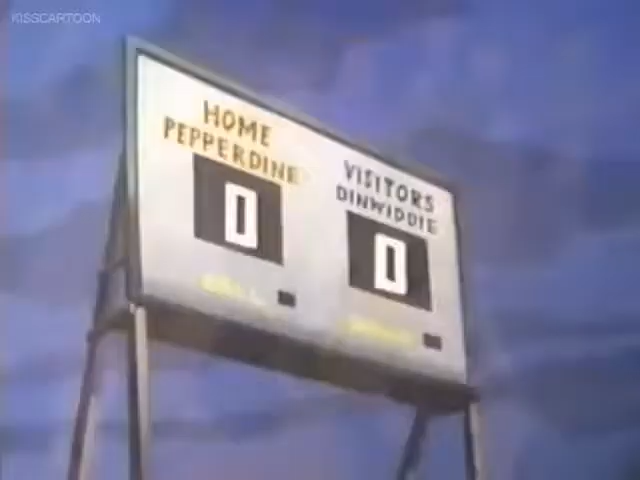 KISSCARTOON
HOME
PEPPERDINE
VISITORS
DINWIDDIE
0
0